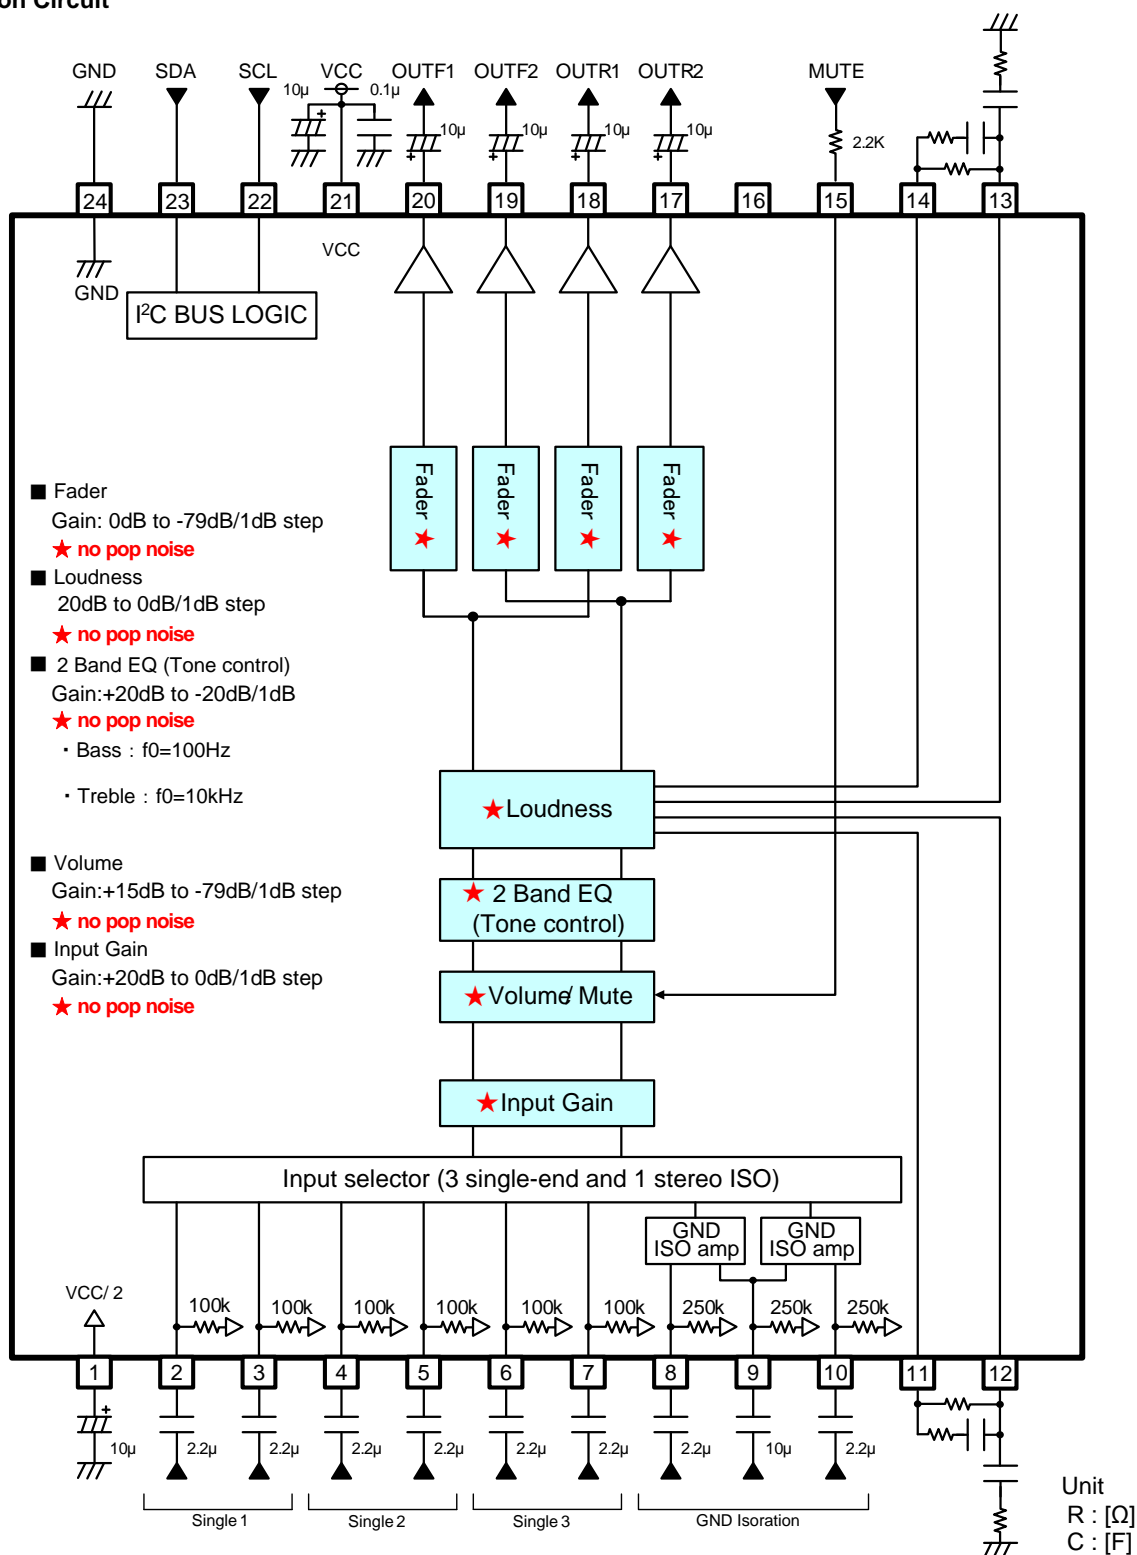 on Circuit
GND SDA SCL VCC OUTF1 OUTF2 OUTR1 OUTR2 MUTE
10μ 0.1μ
+
10μ 10μ 10μ 10μ 2.2K
+ + + +
24 23 22 21 20 19 18 17 16 15 14 13
VCC
GND
I²C BUS LOGIC
Fader ★ Fader ★ Fader ★ Fader ★
■ Fader
Gain: 0dB to -79dB/1dB step
★ no pop noise
■ Loudness
20dB to 0dB/1dB step
★ no pop noise
■ 2 Band EQ (Tone control)
Gain:+20dB to -20dB/1dB
★ no pop noise
・Bass : f0=100Hz
・Treble : f0=10kHz
■ Volume
Gain:+15dB to -79dB/1dB step
★ no pop noise
■ Input Gain
Gain:+20dB to 0dB/1dB step
★ no pop noise
★Loudness
★ 2 Band EQ
(Tone control)
★Volume/ Mute
★Input Gain
Input selector (3 single-end and 1 stereo ISO)
GND
ISO amp
GND
ISO amp
VCC/ 2
100k 100k 100k 100k 100k 100k 250k 250k 250k
1 2 3 4 5 6 7 8 9 10 11 12
+
10μ 2.2μ 2.2μ 2.2μ 2.2μ 2.2μ 2.2μ 2.2μ 10μ 2.2μ
Single 1 Single 2 Single 3 GND Isoration
Unit
R : [Ω]
C : [F]